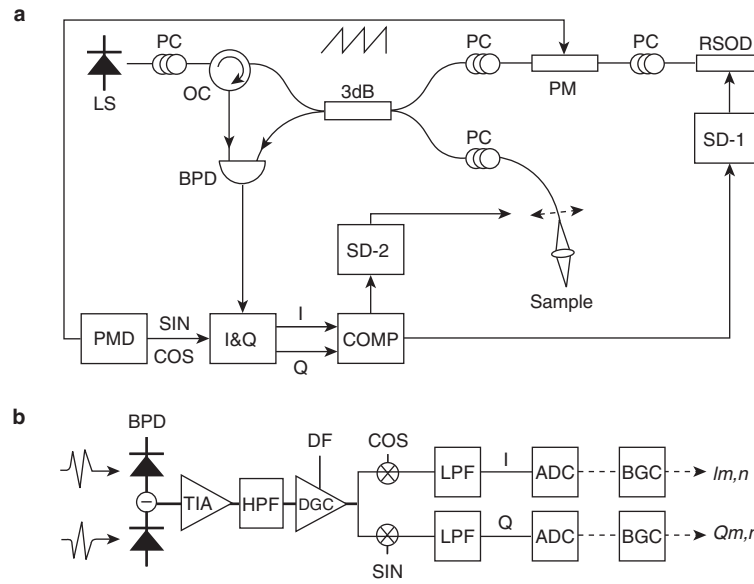 a
PC
LS
OC
3dB
PC
PM
PC
RSOD
SD-1
BPD
PC
SD-2
Sample
PMD
SIN
COS
I&Q
I
Q
COMP
b
BPD
TIA
HPF
DF
DGC
COS
SIN
LPF
I
ADC
BGC
Im,n
LPF
Q
ADC
BGC
Qm,n